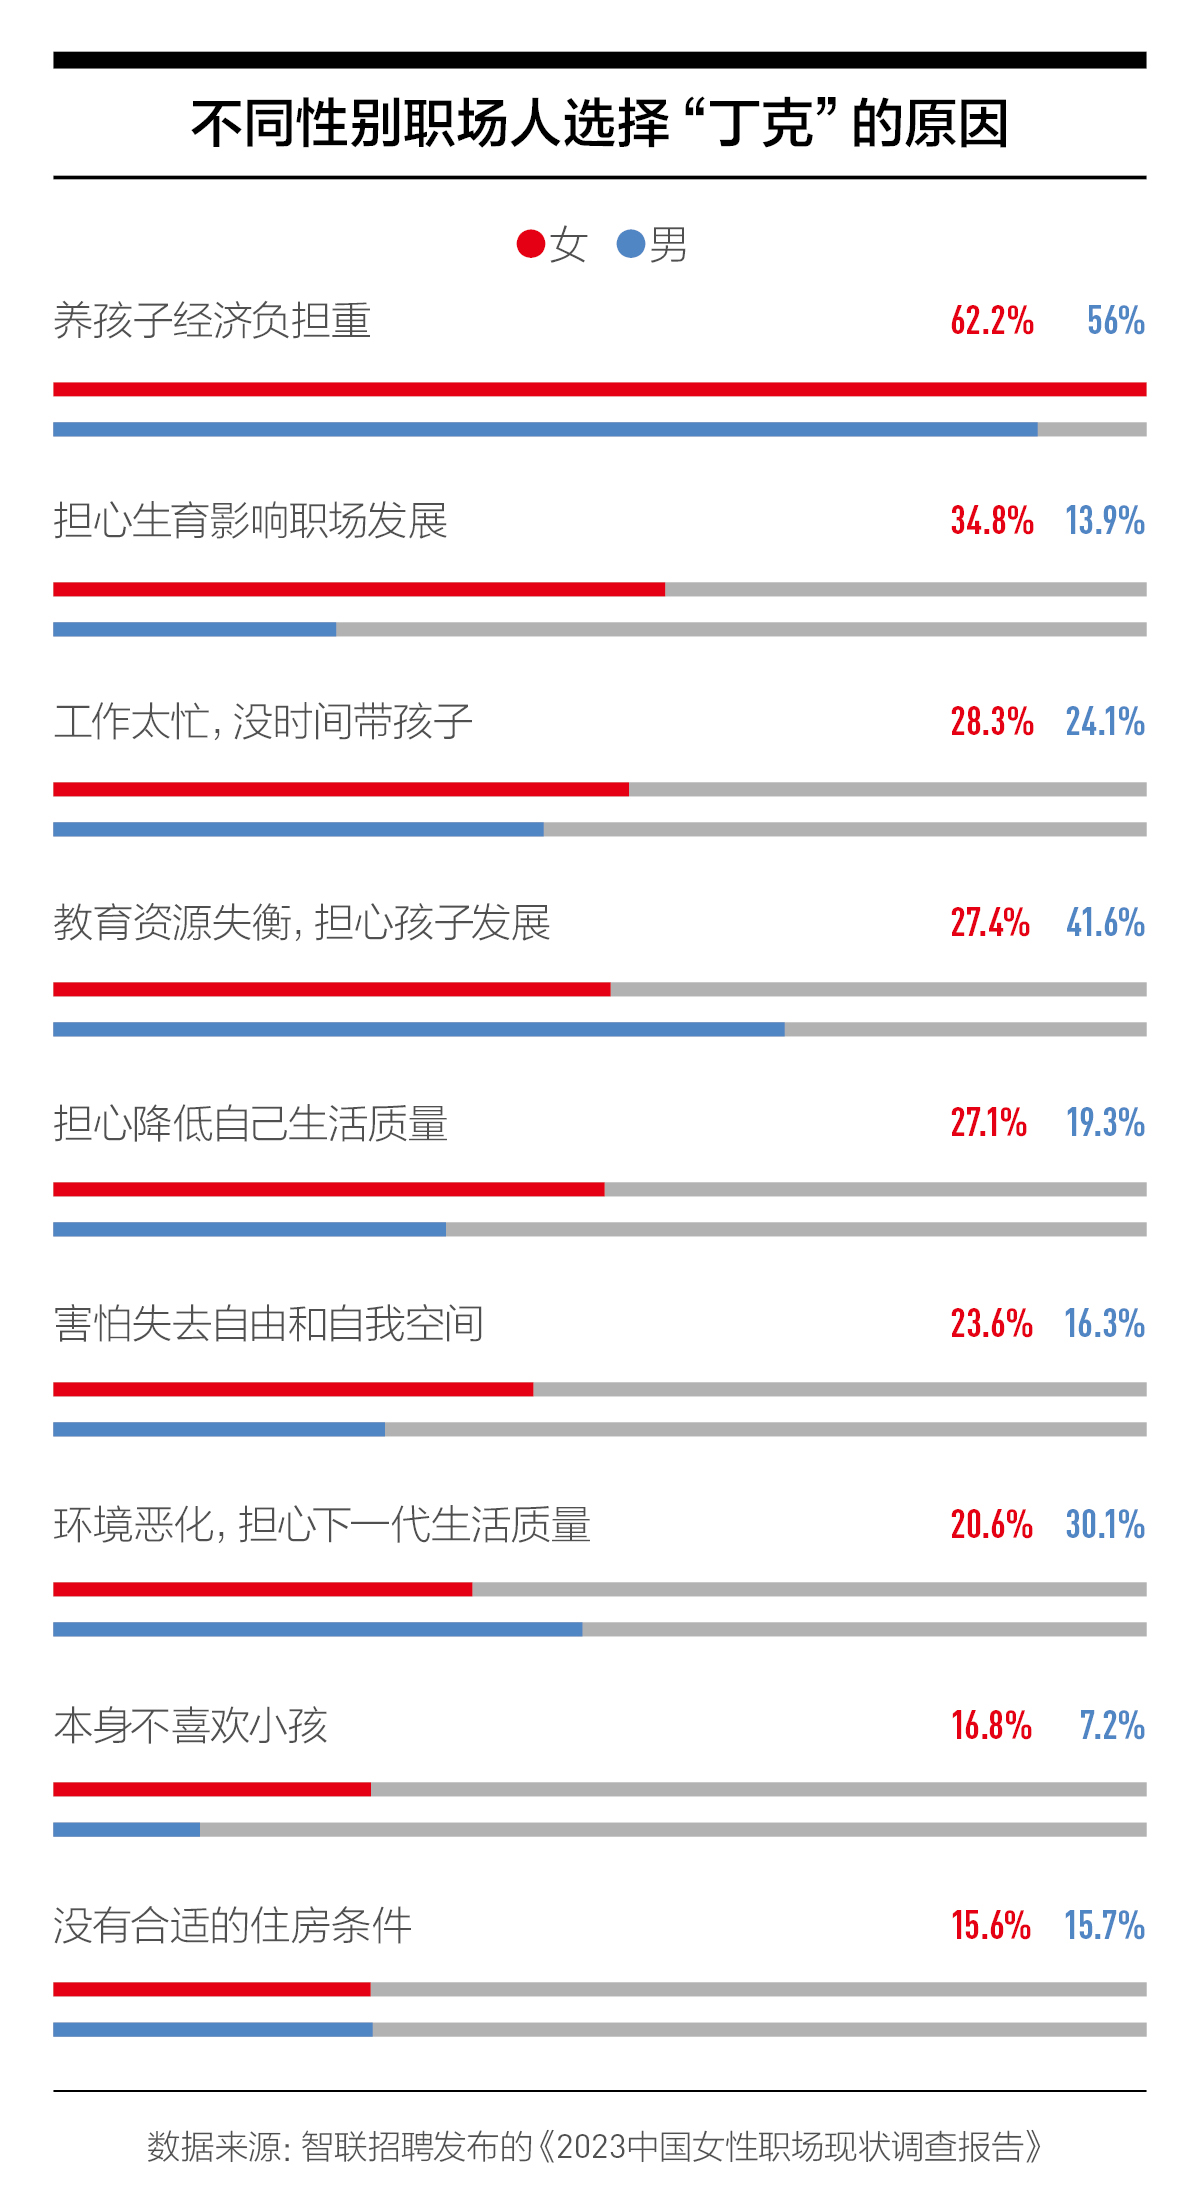 不同性别职场人选择“丁克”的原因
女 男
养孩子经济负担重 62.2% 56%
担心生育影响职场发展 34.8% 13.9%
工作太忙，没时间带孩子 28.3% 24.1%
教育资源失衡，担心孩子发展 27.4% 41.6%
担心降低自己生活质量 27.1% 19.3%
害怕失去自由和自我空间 23.6% 16.3%
环境恶化，担心下一代生活质量 20.6% 30.1%
本身不喜欢小孩 16.8% 7.2%
没有合适的住房条件 15.6% 15.7%
数据来源：智联招聘发布的《2023中国女性职场现状调查报告》